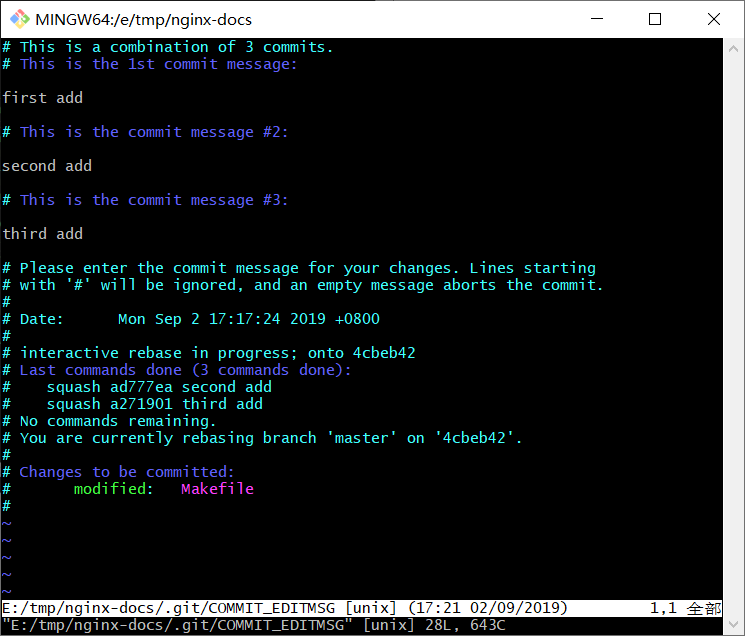 MINGW64:/e/tmp/nginx-docs
# This is a combination of 3 commits.
# This is the 1st commit message:
first add
# This is the commit message #2:
second add
# This is the commit message #3:
third add
# Please enter the commit message for your changes. Lines starting
# with '#' will be ignored, and an empty message aborts the commit.
#
# Date:      Mon Sep 2 17:17:24 2019 +0800
#
# interactive rebase in progress; onto 4cbeb42
# Last commands done (3 commands done):
#    squash ad777ea second add
#    squash a271901 third add
# No commands remaining.
# You are currently rebasing branch 'master' on '4cbeb42'.
#
# Changes to be committed:
#       modified:   Makefile
#
~
~
~
~
~
E:/tmp/nginx-docs/.git/COMMIT_EDITMSG [unix] (17:21 02/09/2019) 1,1 全部
"E:/tmp/nginx-docs/.git/COMMIT_EDITMSG" [unix] 28L, 643C